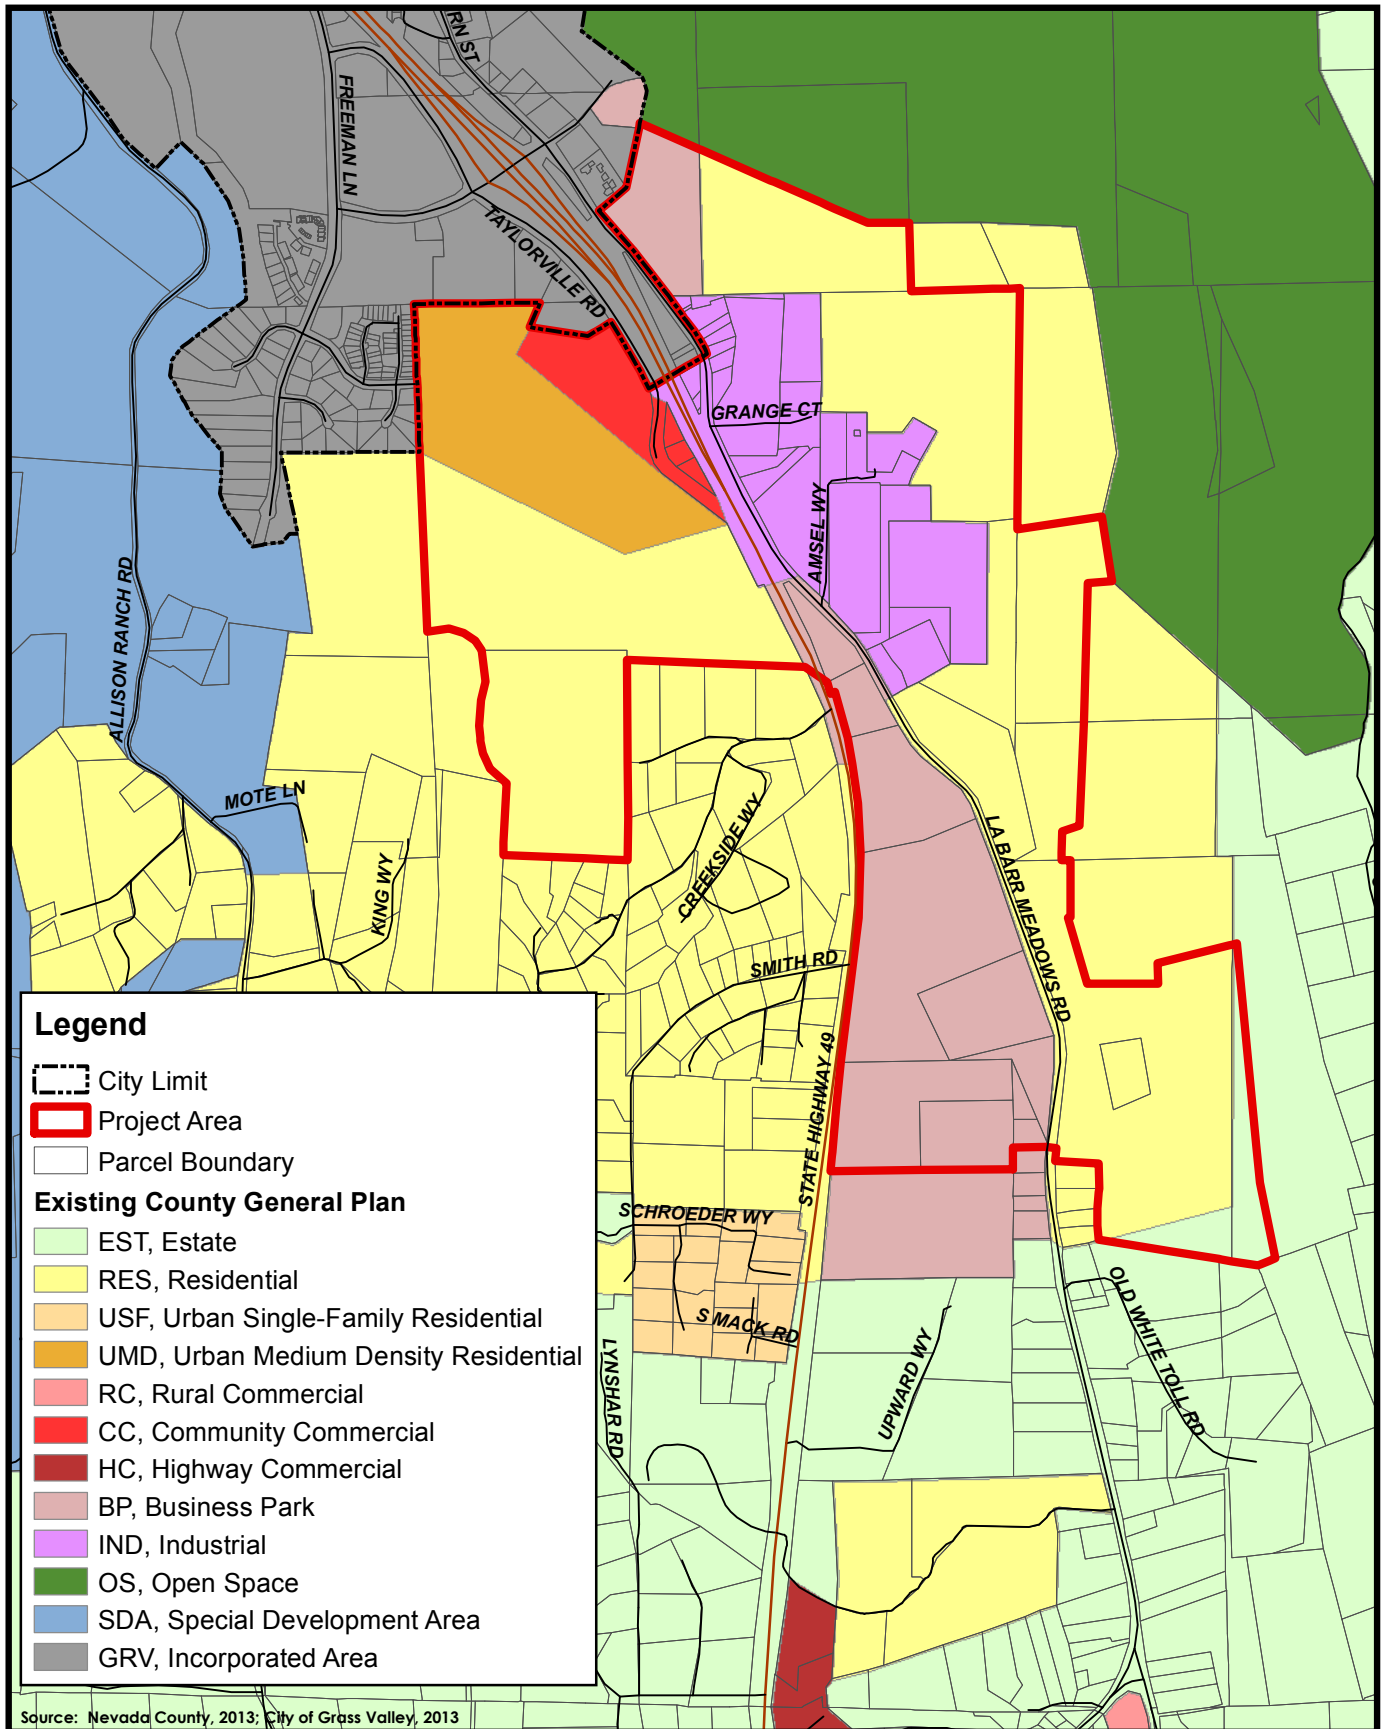 RN ST
FREEMAN LN
TAYLORVILLE RD
GRANGE CT
AMSEL WY
ALLISON RANCH RD
MOTE LN
KING WY
CREEKSIDE WY
LA BARR MEADOWS RD
SMITH RD
STATE HIGHWAY 49
SCHROEDER WY
S MACK RD
LYNSHAR RD
UPWARD WY
OLD WHITE TOLL RD
Legend
City Limit
Project Area
Parcel Boundary
Existing County General Plan
EST, Estate
RES, Residential
USF, Urban Single-Family Residential
UMD, Urban Medium Density Residential
RC, Rural Commercial
CC, Community Commercial
HC, Highway Commercial
BP, Business Park
IND, Industrial
OS, Open Space
SDA, Special Development Area
GRV, Incorporated Area
Source: Nevada County, 2013; City of Grass Valley, 2013